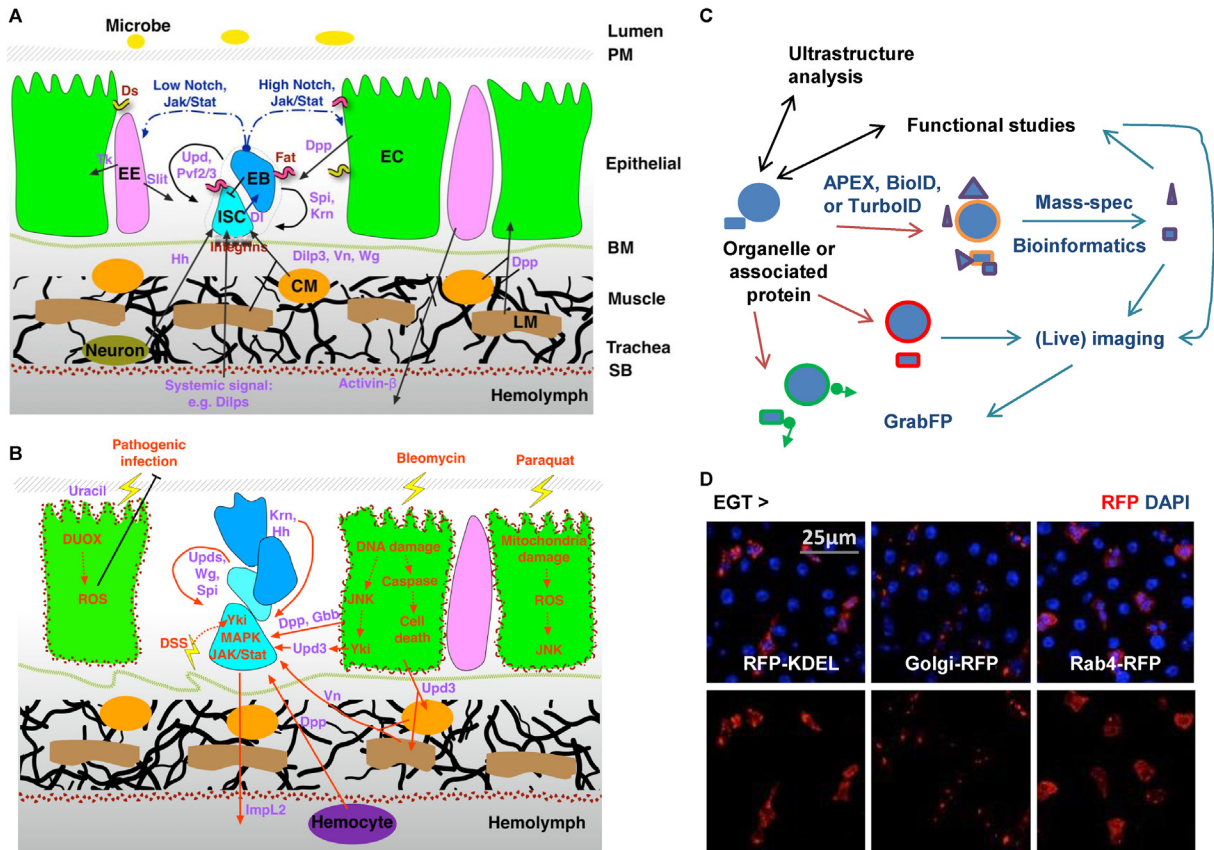 A
Microbe
Lumen
PM
Ds
Low Notch,
Jak/Stat
High Notch,
Jak/Stat
Tk
EE
Slit
Upd,
Pvf2/3
Fat
EB
ISC
Dl
Integrins
Dpp
EC
Spi,
Krn
Epithelial
BM
Hh
Dilp3, Vn, Wg
Dpp
CM
Muscle
LM
Neuron
Trachea
SB
Systemic signal:
e.g. Dilps
Activin-β
Hemolymph
B
Pathogenic
infection
Bleomycin
Paraquat
Uracil
DUOX
ROS
Krn,
Hh
Upds,
Wg,
Spi
DNA damage
Caspase
JNK
Cell
death
Yki
Mitochondria
damage
ROS
JNK
DSS
Yki
MAPK
JAK/Stat
Dpp, Gbb
Upd3
Upd3
Vn
Dpp
ImpL2
Hemocyte
Hemolymph
C
Ultrastructure
analysis
Functional studies
APEX, BioID,
or TurboID
Mass-spec
Bioinformatics
Organelle or
associated
protein
(Live) imaging
GrabFP
D
EGT >
RFP DAPI
25µm
RFP-KDEL
Golgi-RFP
Rab4-RFP